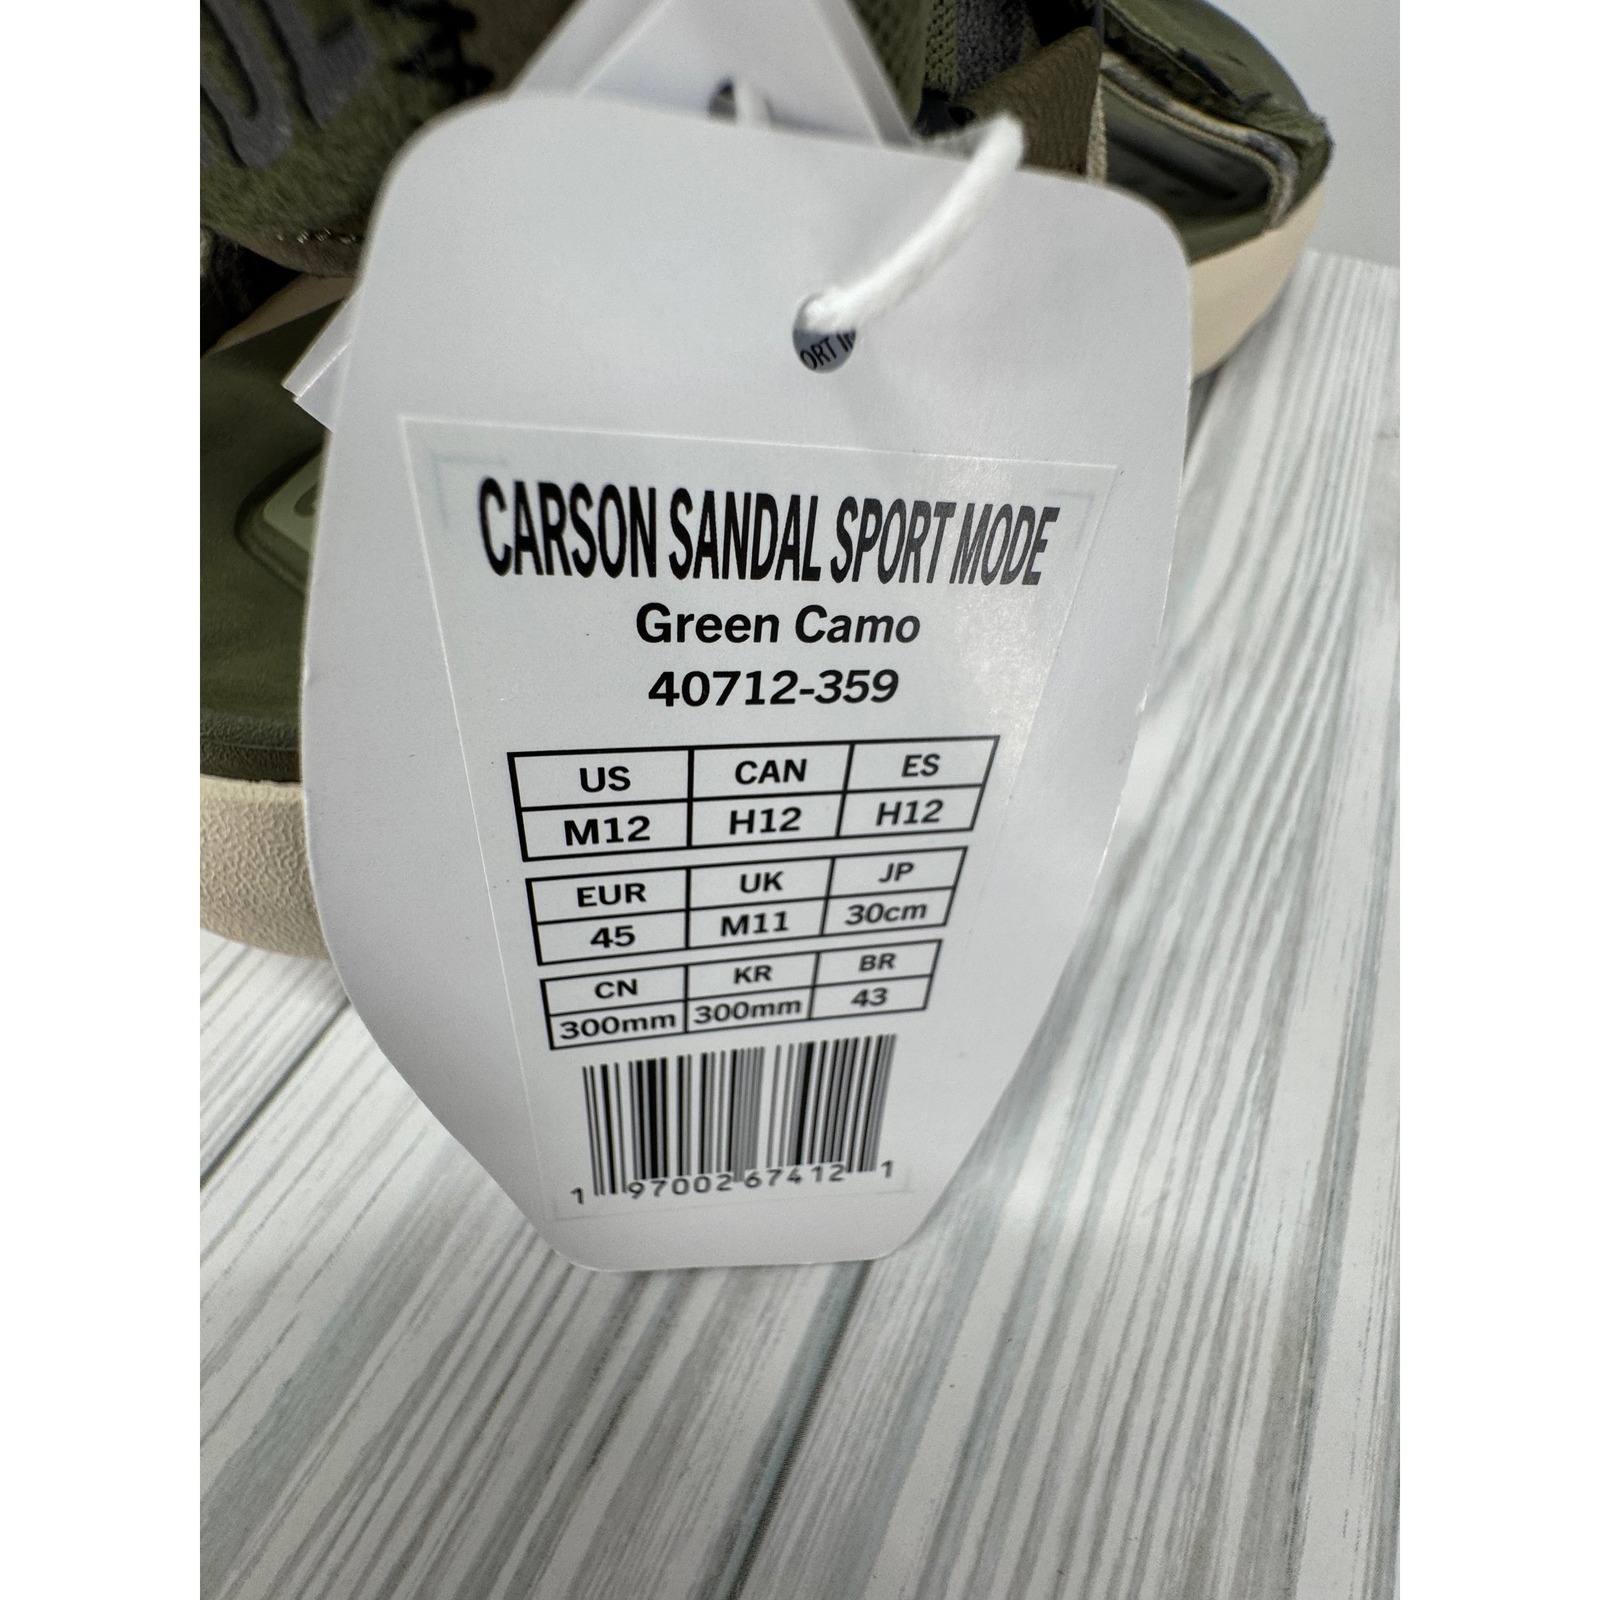 ORT
CARSON SANDAL SPORT MODE
Green Camo
40712-359
US CAN ES
M12 H12 H12
EUR UK JP
45 M11 30cm
CN KR BR
300mm 300mm 43
1 97002 67412 1